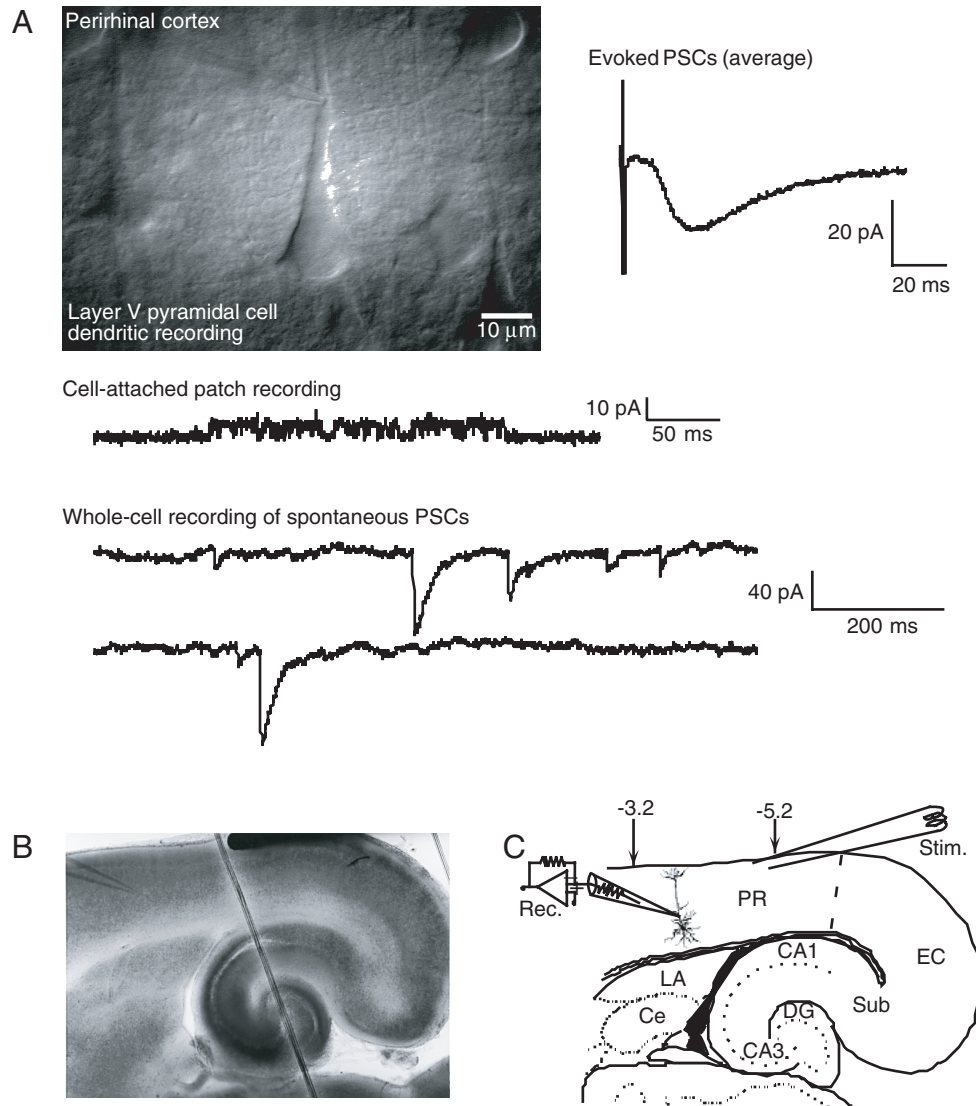 A
Perirhinal cortex
Layer V pyramidal cell
dendritic recording
10 μm
Evoked PSCs (average)
20 pA
20 ms
Cell-attached patch recording
10 pA
50 ms
Whole-cell recording of spontaneous PSCs
40 pA
200 ms
B
C
-3.2
-5.2
Stim.
Rec.
PR
EC
CA1
LA
Sub
Ce
DG
CA3